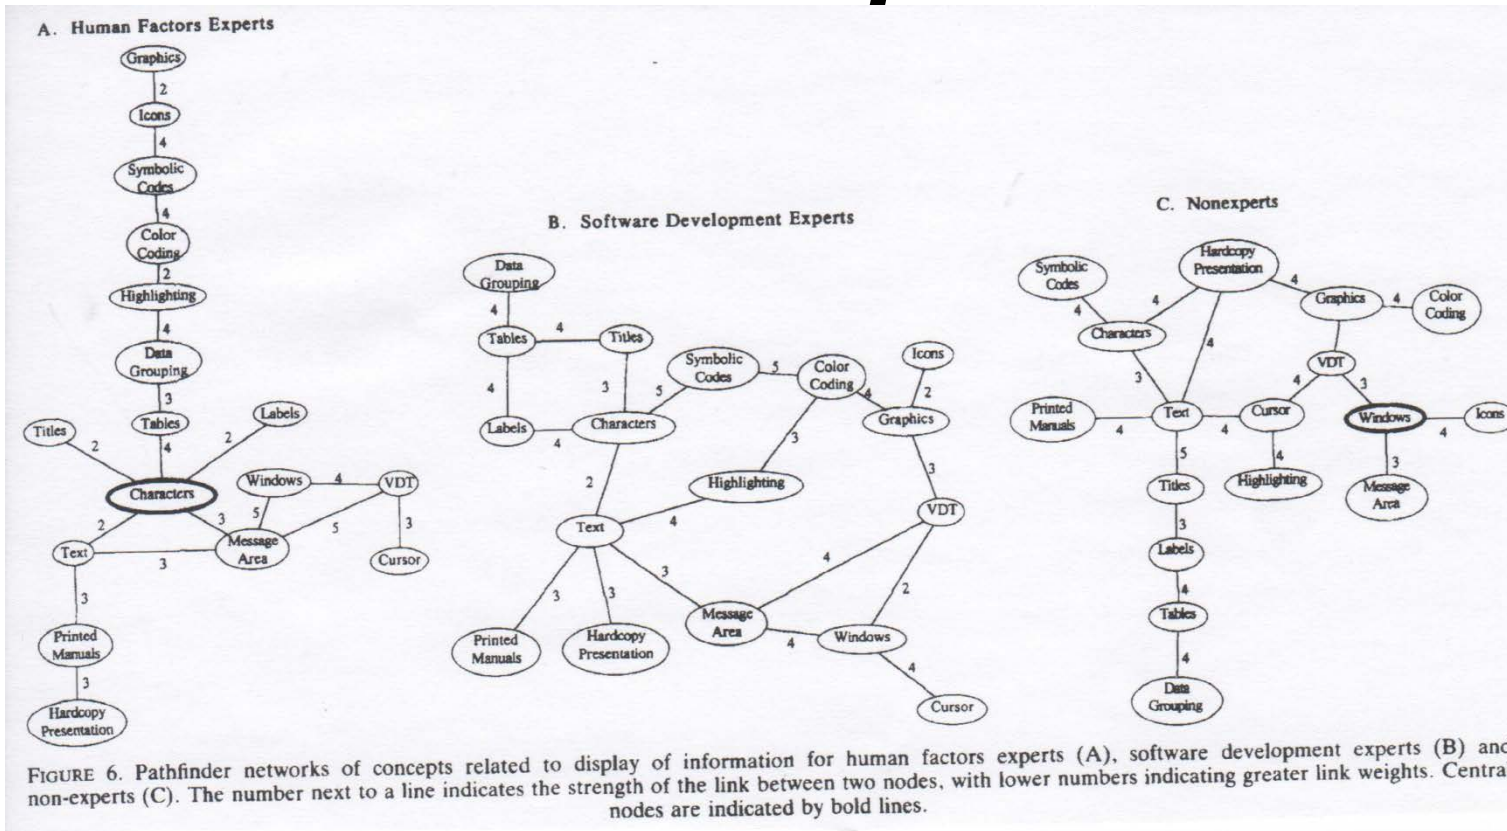 A. Human Factors Experts
Graphics
2
Icons
4
Symbolic
Codes
4
Color
Coding
2
Highlighting
4
Data
Grouping
3
Tables
4
Titles
2
Labels
2
Characters
Windows
4
VDT
5
3
5
3
2
Text
3
Message
Area
Cursor
3
Printed
Manuals
3
Hardcopy
Presentation
B. Software Development Experts
Data
Grouping
4
Tables
4
Titles
4
3
Labels
4
Characters
5
Symbolic
Codes
5
Color
Coding
4
Icons
2
Graphics
3
3
Highlighting
2
4
Text
VDT
4
2
3
3
3
Printed
Manuals
Hardcopy
Presentation
Message
Area
4
Windows
4
Cursor
C. Nonexperts
Hardcopy
Presentation
Symbolic
Codes
4
4
4
4
Graphics
4
Color
Coding
Characters
3
VDT
4
3
Printed
Manuals
4
Text
4
Cursor
Windows
4
Icons
5
4
3
Titles
Highlighting
Message
Area
3
Labels
4
Tables
4
Data
Grouping
FIGURE 6. Pathfinder networks of concepts related to display of information for human factors experts (A), software development experts (B) and
non-experts (C). The number next to a line indicates the strength of the link between two nodes, with lower numbers indicating greater link weights. Central
nodes are indicated by bold lines.